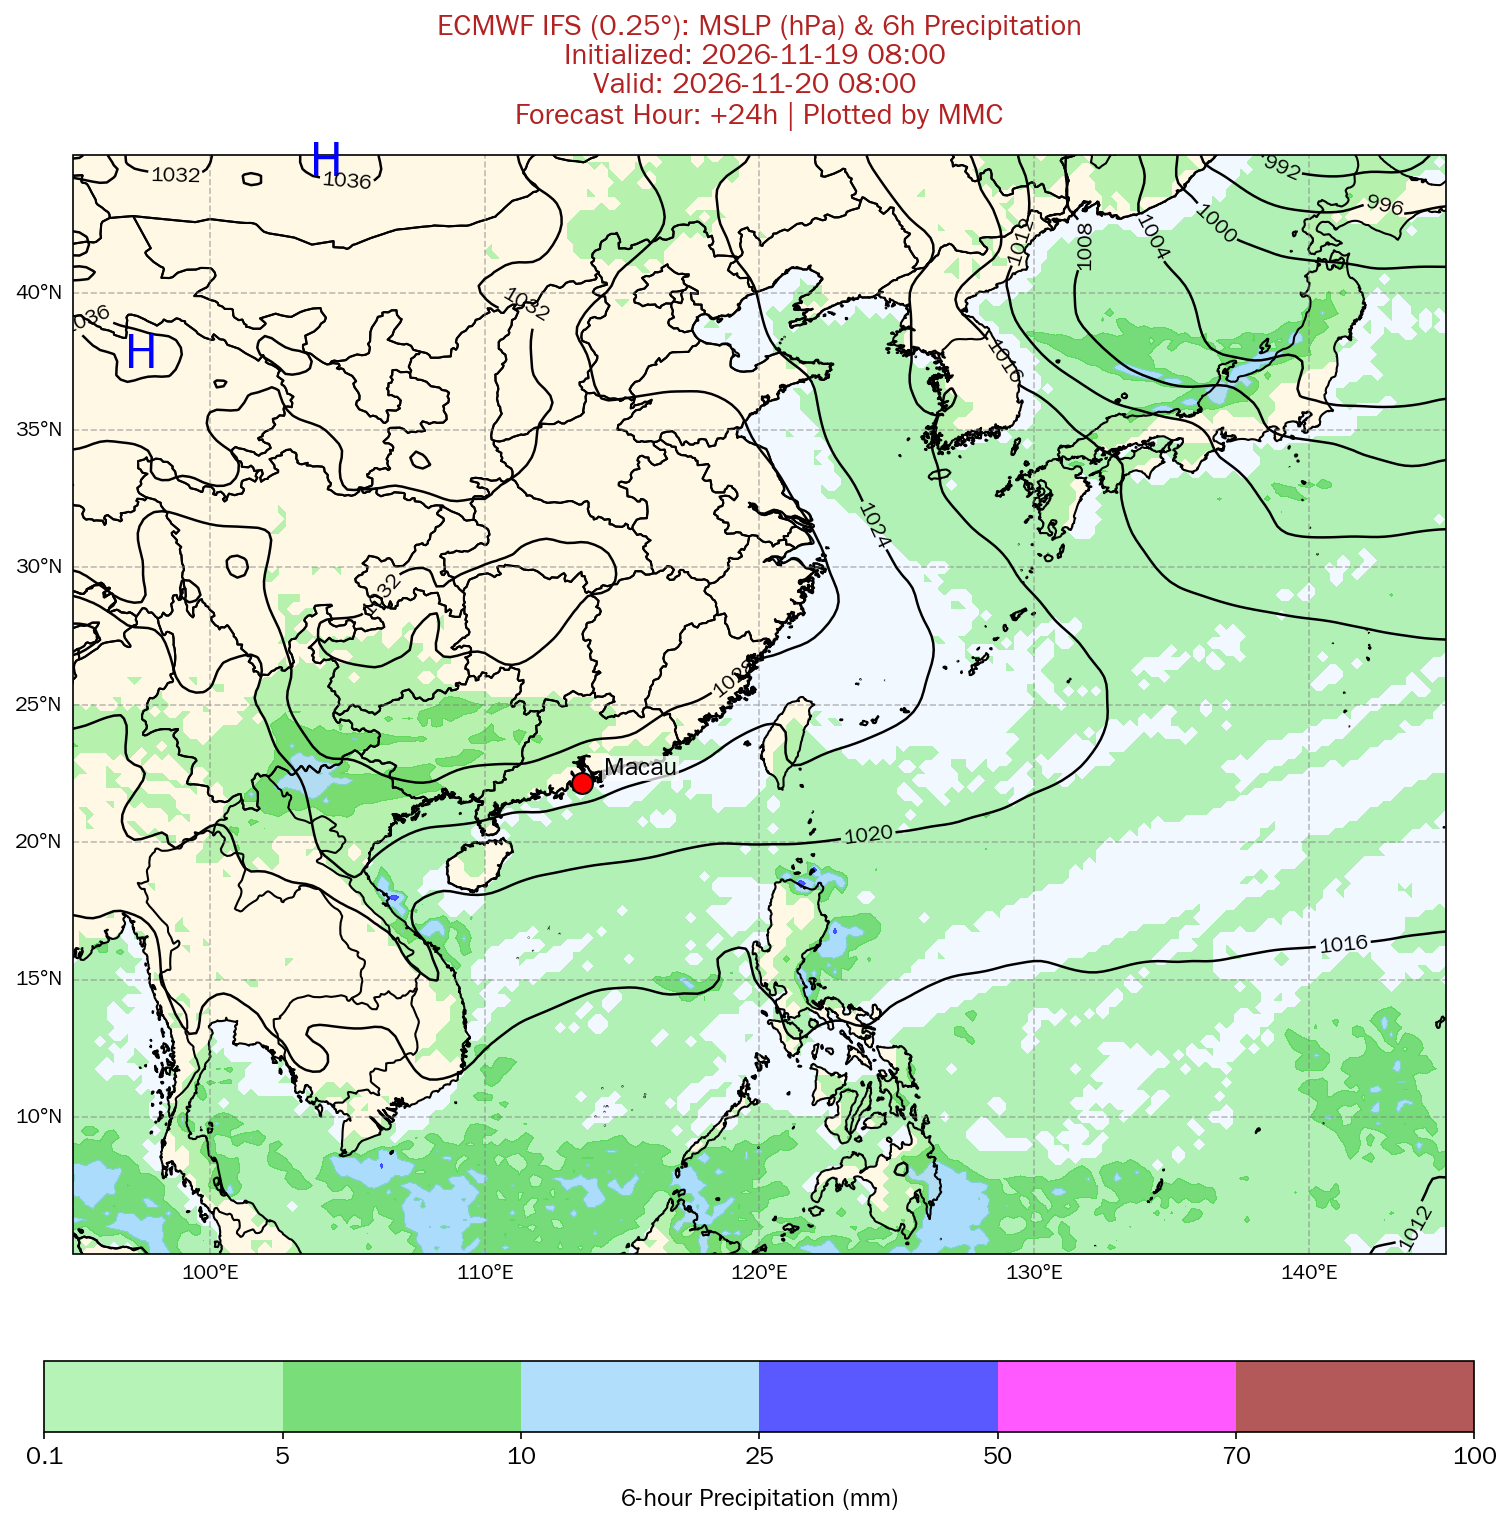 ECMWF IFS (0.25°): MSLP (hPa) & 6h Precipitation
Initialized: 2026-11-19 08:00
Valid: 2026-11-20 08:00
Forecast Hour: +24h | Plotted by MMC
H
1032
1036
992
996
1000
1004
1008
1012
40°N
1036
1032
H
1016
35°N
1024
30°N
1032
1028
25°N
Macau
20°N
1020
1016
15°N
10°N
1012
100°E 110°E 120°E 130°E 140°E
0.1 5 10 25 50 70 100
6-hour Precipitation (mm)